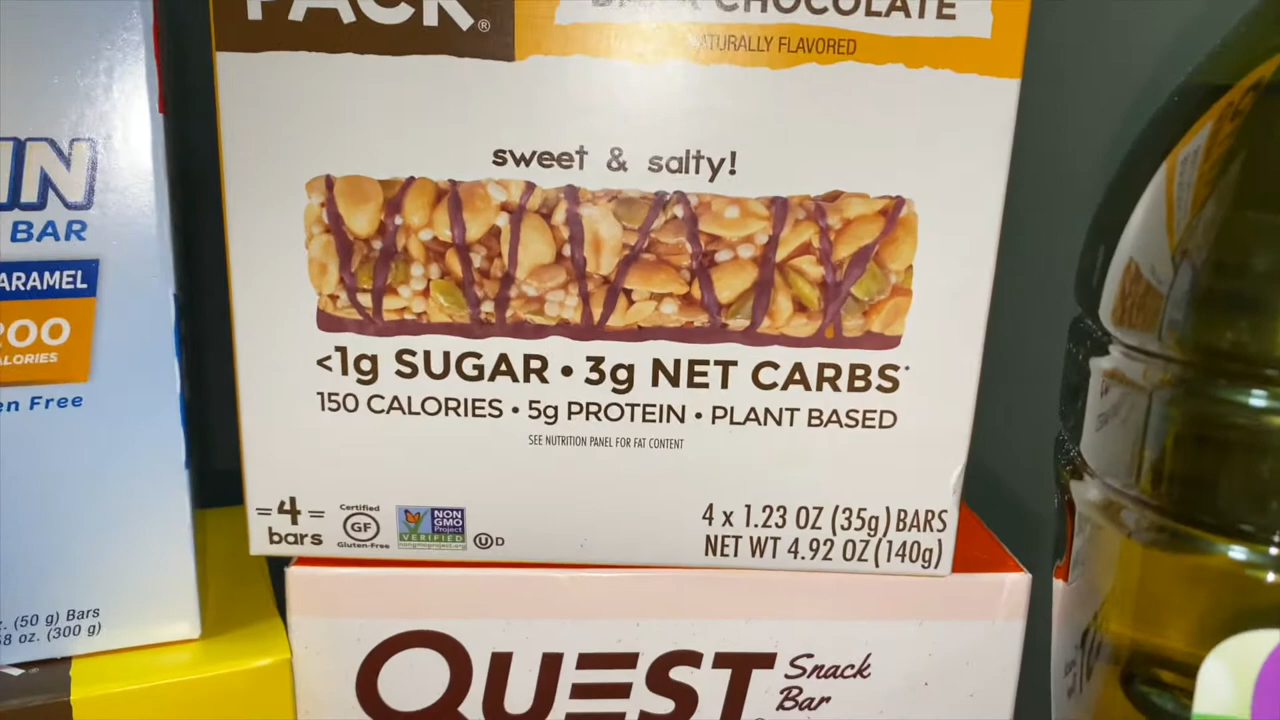 PACK®
CHOCOLATE
NATURALLY FLAVORED
sweet & salty!
<1g SUGAR • 3g NET CARBS*
150 CALORIES • 5g PROTEIN • PLANT BASED
SEE NUTRITION PANEL FOR FAT CONTENT
=4=
bars
Certified
GF
Gluten-Free
NON
GMO
Project
VERIFIED
nongmoproject.org
U D
4 x 1.23 OZ (35g) BARS
NET WT 4.92 OZ (140g)
IN
BAR
ARAMEL
200
ALORIES
en Free
. (50 g) Bars
8 oz. (300 g)
QUEST
Snack
Bar